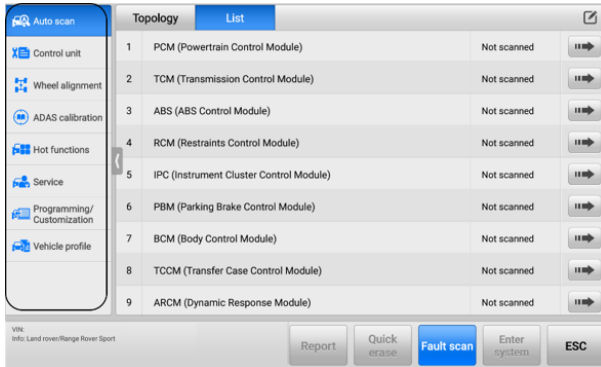 Auto scan
Control unit
Wheel alignment
ADAS calibration
Hot functions
Service
Programming/
Customization
Vehicle profile
Topology List
1 PCM (Powertrain Control Module) Not scanned
2 TCM (Transmission Control Module) Not scanned
3 ABS (ABS Control Module) Not scanned
4 RCM (Restraints Control Module) Not scanned
5 IPC (Instrument Cluster Control Module) Not scanned
6 PBM (Parking Brake Control Module) Not scanned
7 BCM (Body Control Module) Not scanned
8 TCCM (Transfer Case Control Module) Not scanned
9 ARCM (Dynamic Response Module) Not scanned
VIN:
Info: Land rover/Range Rover Sport
Report
Quick
erase
Fault scan
Enter
system
ESC